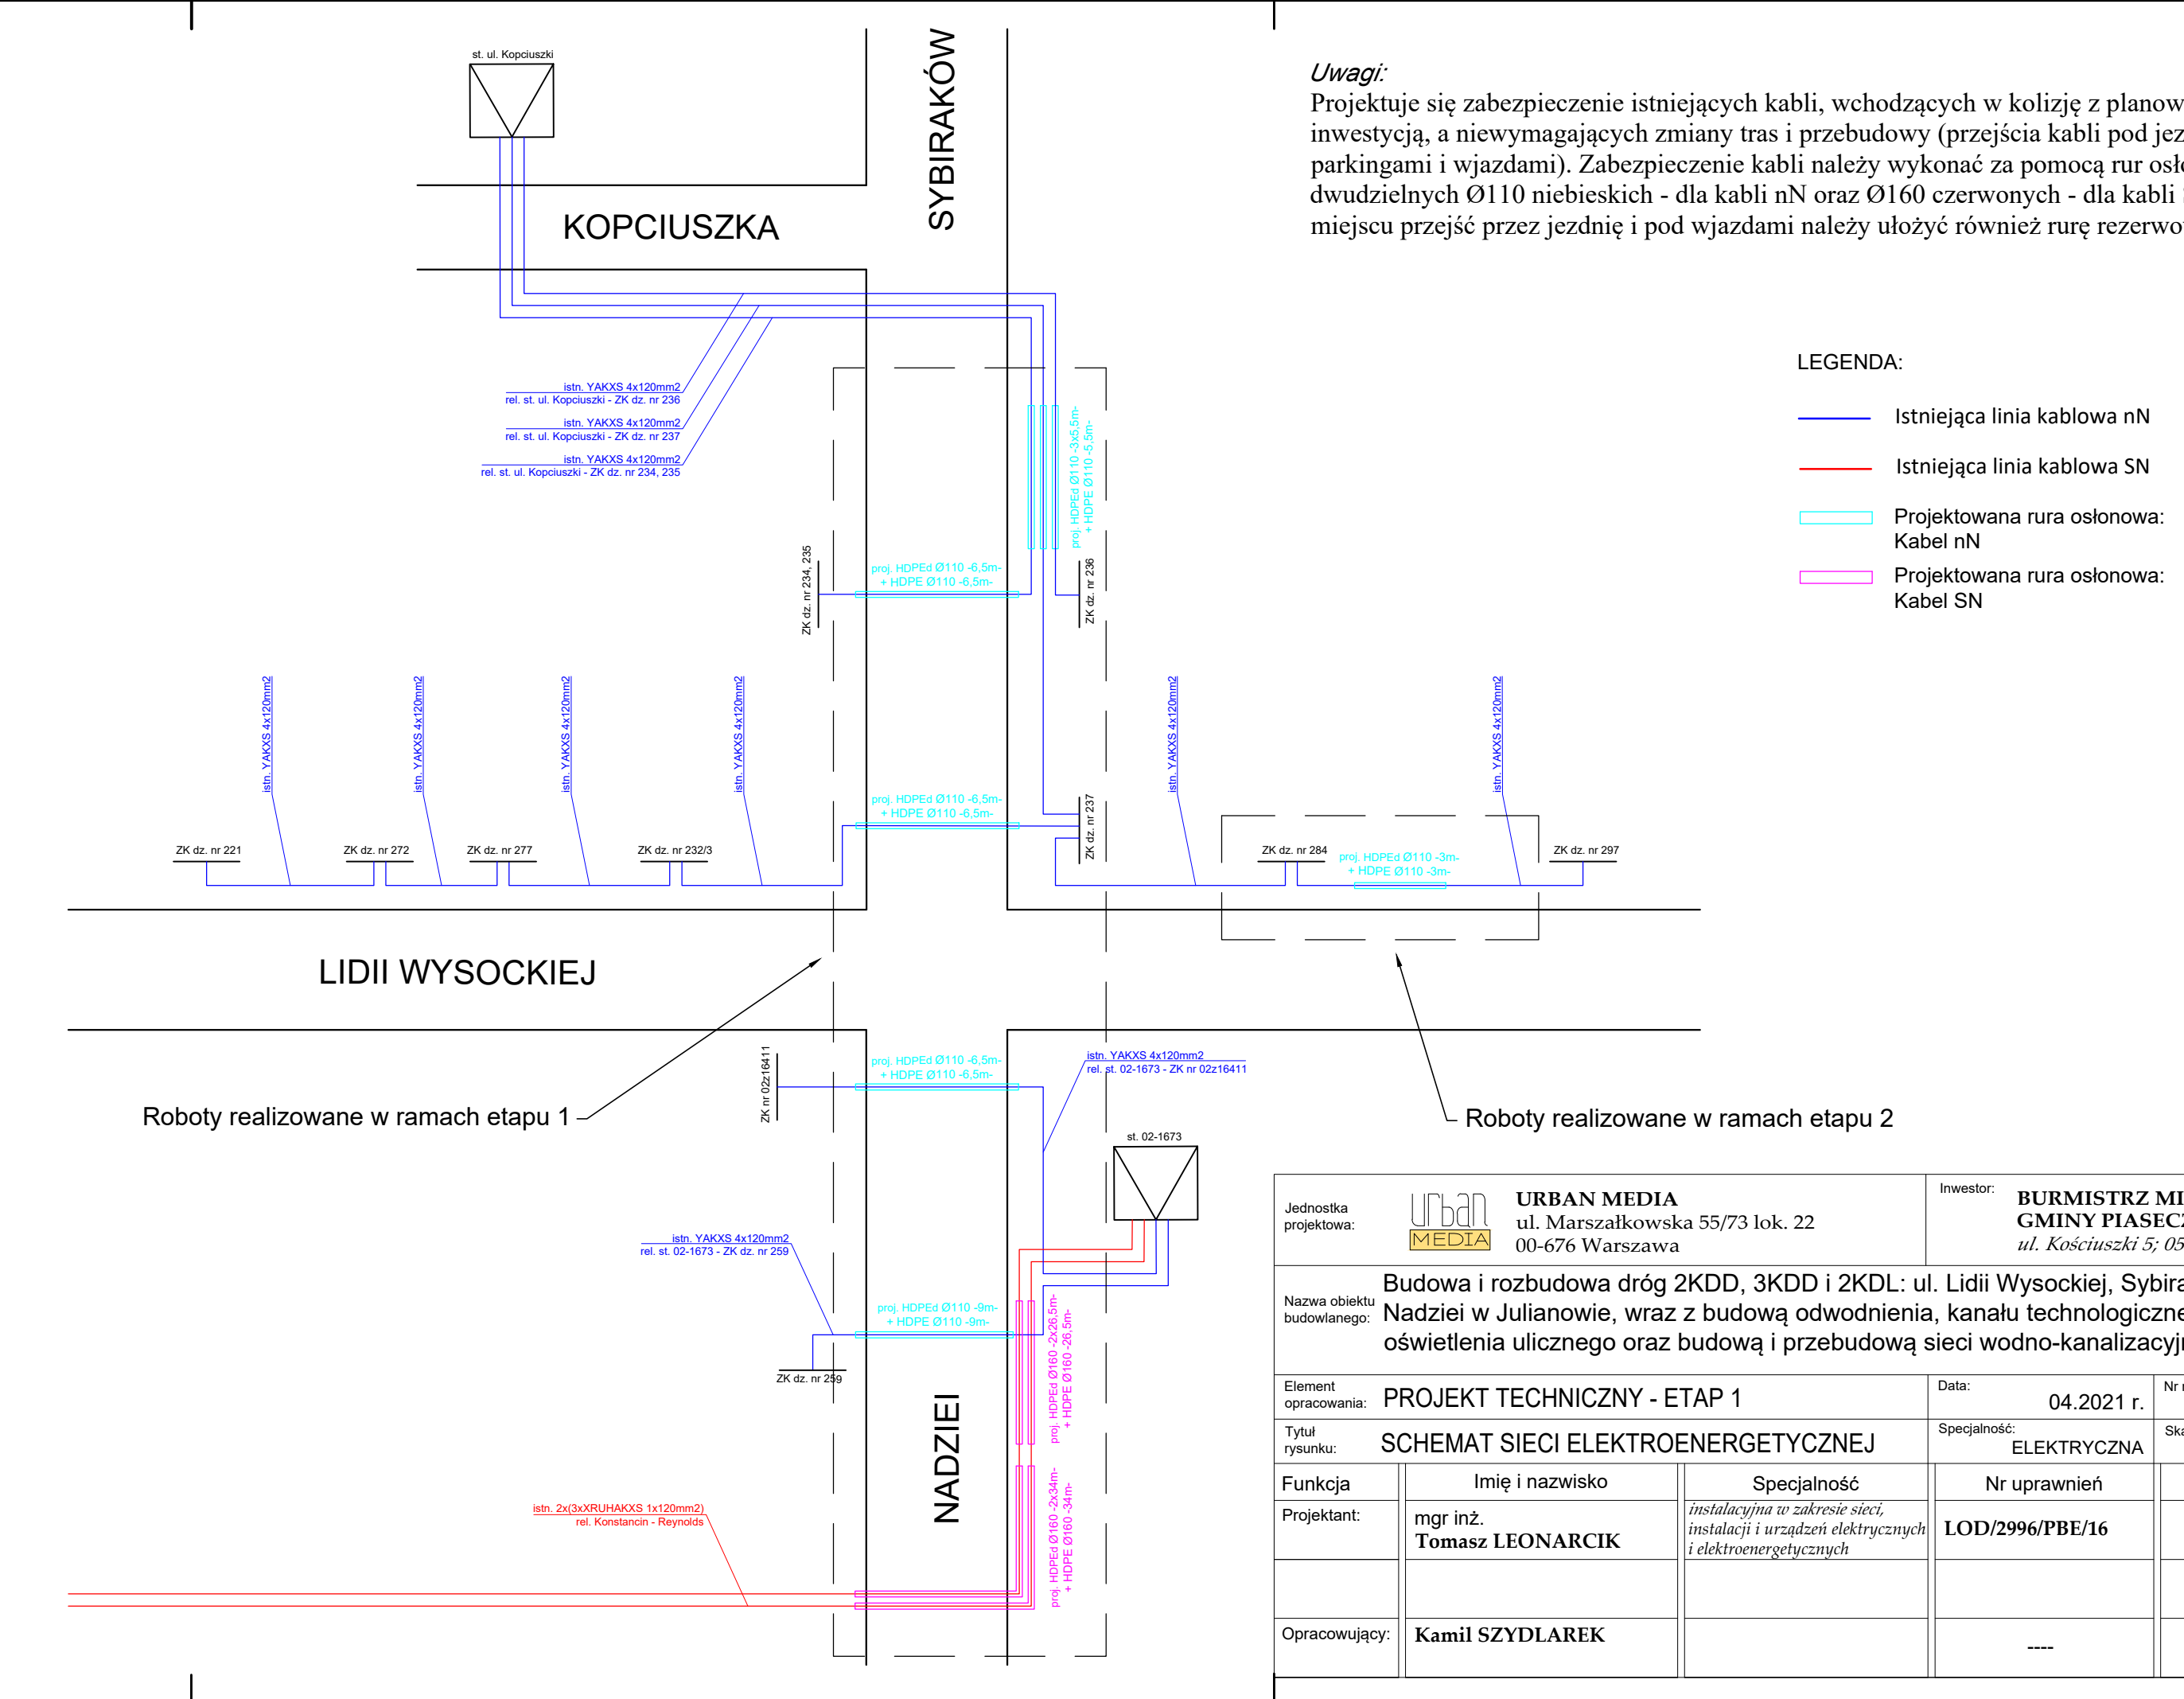 st. ul. Kopciuszki
SYBIRAKÓW
KOPCIUSZKA
Uwagi:
Projektuje się zabezpieczenie istniejących kabli, wchodzących w kolizję z planow
inwestycją, a niewymagających zmiany tras i przebudowy (przejścia kabli pod jez
parkingami i wjazdami). Zabezpieczenie kabli należy wykonać za pomocą rur osł
dwudzielnych Ø110 niebieskich - dla kabli nN oraz Ø160 czerwonych - dla kabli
miejscu przejść przez jezdnię i pod wjazdami należy ułożyć również rurę rezerwo
LEGENDA:
Istniejąca linia kablowa nN
Istniejąca linia kablowa SN
Projektowana rura osłonowa:
Kabel nN
Projektowana rura osłonowa:
Kabel SN
istn. YAKXS 4x120mm2
rel. st. ul. Kopciuszki - ZK dz. nr 236
istn. YAKXS 4x120mm2
rel. st. ul. Kopciuszki - ZK dz. nr 237
istn. YAKXS 4x120mm2
rel. st. ul. Kopciuszki - ZK dz. nr 234, 235
proj. HDPEd Ø110 -3x5,5m-
+ HDPE Ø110 -5,5m-
ZK dz. nr 234, 235
proj. HDPEd Ø110 -6,5m-
+ HDPE Ø110 -6,5m-
ZK dz. nr 236
istn. YAKXS 4x120mm2
istn. YAKXS 4x120mm2
istn. YAKXS 4x120mm2
istn. YAKXS 4x120mm2
istn. YAKXS 4x120mm2
istn. YAKXS 4x120mm2
proj. HDPEd Ø110 -6,5m-
+ HDPE Ø110 -6,5m-
ZK dz. nr 237
ZK dz. nr 221
ZK dz. nr 272
ZK dz. nr 277
ZK dz. nr 232/3
ZK dz. nr 284
proj. HDPEd Ø110 -3m-
+ HDPE Ø110 -3m-
ZK dz. nr 297
LIDII WYSOCKIEJ
ZK nr 02z16411
proj. HDPEd Ø110 -6,5m-
+ HDPE Ø110 -6,5m-
istn. YAKXS 4x120mm2
rel. st. 02-1673 - ZK nr 02z16411
Roboty realizowane w ramach etapu 1
Roboty realizowane w ramach etapu 2
st. 02-1673
istn. YAKXS 4x120mm2
rel. st. 02-1673 - ZK dz. nr 259
proj. HDPEd Ø110 -9m-
+ HDPE Ø110 -9m-
ZK dz. nr 259
proj. HDPEd Ø160 -2x26,5m-
+ HDPE Ø160 -26,5m-
NADZIEI
proj. HDPEd Ø160 -2x34m-
+ HDPE Ø160 -34m-
istn. 2x(3xXRUHAKXS 1x120mm2)
rel. Konstancin - Reynolds
Jednostka
projektowa:
urban
MEDIA
URBAN MEDIA
ul. Marszałkowska 55/73 lok. 22
00-676 Warszawa
Inwestor:
BURMISTRZ MI
GMINY PIASECZ
ul. Kościuszki 5; 05
Nazwa obiektu
budowlanego:
Budowa i rozbudowa dróg 2KDD, 3KDD i 2KDL: ul. Lidii Wysockiej, Sybira
Nadziei w Julianowie, wraz z budową odwodnienia, kanału technologiczne
oświetlenia ulicznego oraz budową i przebudową sieci wodno-kanalizacyj
Element
opracowania:
PROJEKT TECHNICZNY - ETAP 1
Data:
04.2021 r.
Nr
Tytuł
rysunku:
SCHEMAT SIECI ELEKTROENERGETYCZNEJ
Specjalność:
ELEKTRYCZNA
Ska
Funkcja
Imię i nazwisko
Specjalność
Nr uprawnień
Projektant:
mgr inż.
Tomasz LEONARCIK
instalacyjna w zakresie sieci,
instalacji i urządzeń elektrycznych
i elektroenergetycznych
LOD/2996/PBE/16
Opracowujący:
Kamil SZYDLAREK
----